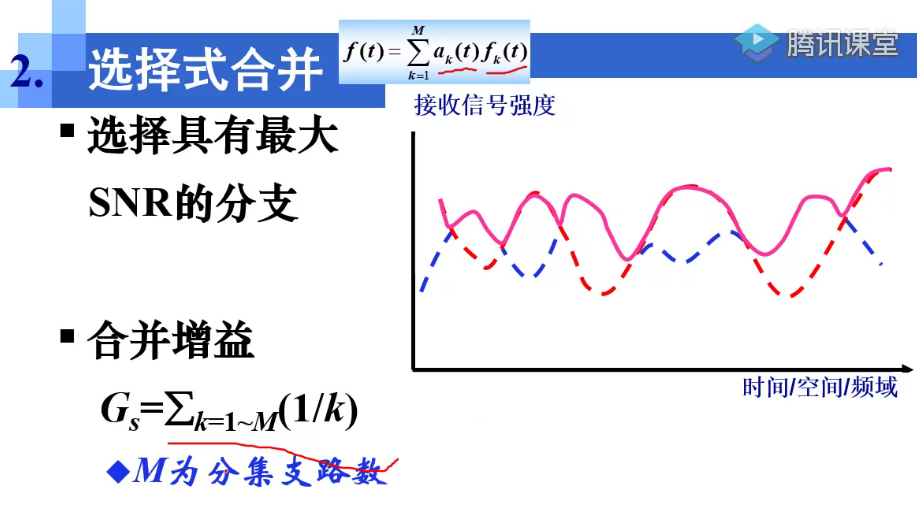 2. 选择式合并
f(t) = ∑_{k=1}^{M} a_k(t) f_k(t)
腾讯课堂
▪ 选择具有最大
SNR的分支
▪ 合并增益
G_s=∑_{k=1~M}(1/k)
◆M为分集支路数
接收信号强度
时间/空间/频域